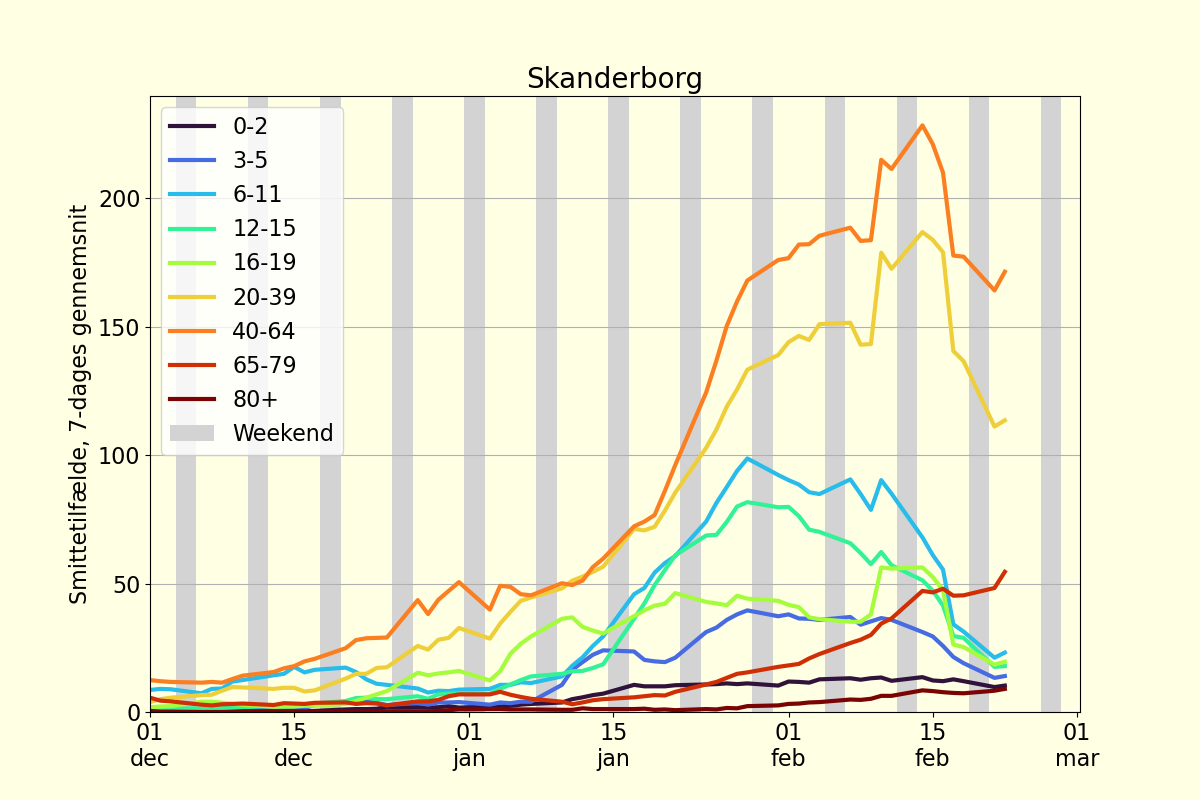 Skanderborg
Smittetilfælde, 7-dages gennemsnit
200
150
100
50
0
0-2
3-5
6-11
12-15
16-19
20-39
40-64
65-79
80+
Weekend
01 15 01 15 01 15 01
dec dec jan jan feb feb mar